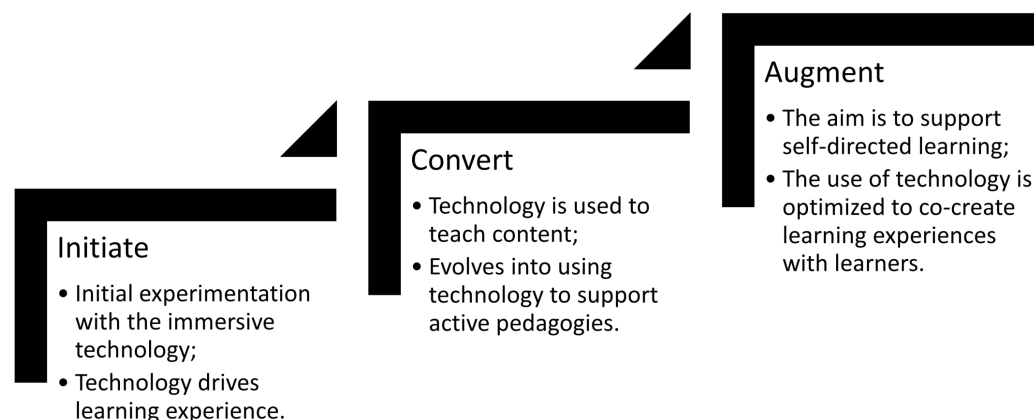 Initiate
• Initial experimentation
with the immersive
technology;
• Technology drives
learning experience.
Convert
• Technology is used to
teach content;
• Evolves into using
technology to support
active pedagogies.
Augment
• The aim is to support
self-directed learning;
• The use of technology is
optimized to co-create
learning experiences
with learners.